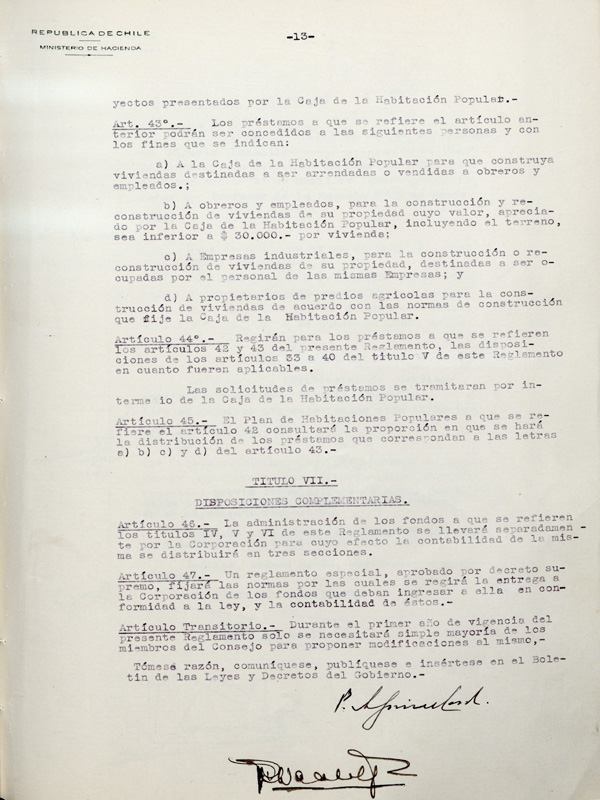 REPUBLICA DE CHILE
MINISTERIO DE HACIENDA
-13-
yectos presentados por la Caja de la Habitación Popular.-
Art. 43º.- Los préstamos a que se refiere el artículo an-
terior podrán ser concedidos a las siguientes personas y con
los fines que se indican:
a) A la Caja de la Habitación Popular para que construya
viviendas destinadas a ser arrendadas o vendidas a obreros y
empleados.;
b) A obreros y empleados, para la construcción y re-
construcción de viviendas de su propiedad cuyo valor, aprecia-
do por la Caja de la Habitación Popular, incluyendo el terreno,
sea inferior a $ 30.000.- por vivienda;
c) A Empresas industriales, para la construcción o re-
construcción de viviendas de su propiedad, destinadas a ser o-
cupadas por el personal de las mismas Empresas; y
d) A propietarios de predios agricolas para la cons-
trucción de viviendas de acuerdo con las normas de construcción
que fije la Caja de la Habitación Popular.
Artículo 44º.- Regirán para los préstamos a que se refieren
los artículos 42 y 43 del presente Reglamento, las disposi-
ciones de los artículos 33 a 40 del titulo V de este Reglamento
en cuanto fueren aplicables.
Las solicitudes de préstamos se tramitaran por in-
terme io de la Caja de la Habitación Popular.
Artículo 45.- El Plan de Habitaciones Populares a que se re-
fiere el artículo 42 consultará la proporción en que se hará
la distribución de los préstamos que correspondan a las letras
a) b) c) y d) del artículo 43.-
TITULO VII.-
DISPOSICIONES COMPLEMENTARIAS.
Artículo 46.- La administración de los fondos a que se refieren
los títulos IV, V y VI de este Reglamento se llevará separadamen-
te por la Corporación para cuyo efecto la contabilidad de la mis-
ma se distribuirá en tres secciones.
Artículo 47.- Un reglamento especial, aprobado por decreto su-
premo, fijará las normas por las cuales se regirá la entrega a
la Corporación de los fondos que deban ingresar a ella en con-
formidad a la ley, y la contabilidad de éstos.-
Artículo Transitorio.- Durante el primer año de vigencia del
presente Reglamento solo se necesitará simple mayoría de los
miembros del Consejo para proponer modificaciones al mismo,-
Tómese razón, comuníquese, publíquese e insértese en el Bole-
tin de las Leyes y Decretos del Gobierno.-